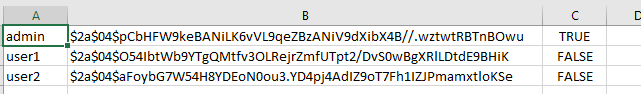 A B C D
admin $2a$04$pCbHFW9keBANiLK6vVL9qeZBzANiV9dXibX4B//.wztwtRBTnBOwu TRUE
user1 $2a$04$O54IbtWb9YTgQMtfv3OLRejrZmfUTpt2/DvS0wBgXRlLDtdE9BHiK FALSE
user2 $2a$04$aFoybG7W54H8YDEoN0ou3.YD4pj4AdIZ9oT7Fh1IZJPmamxtloKSe FALSE